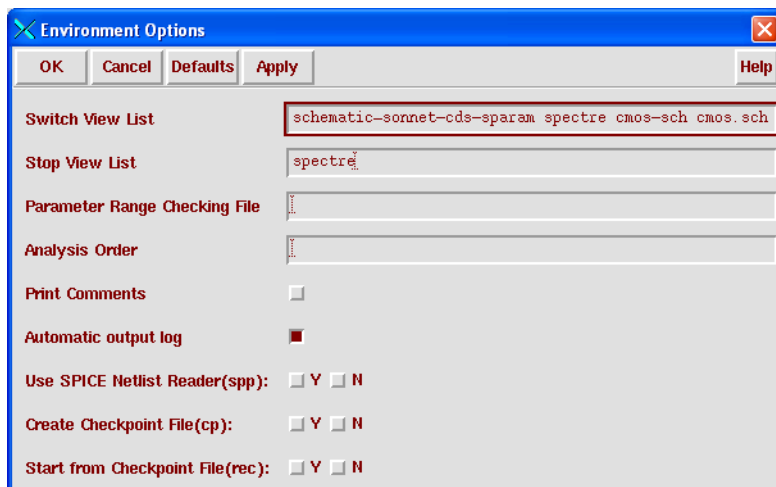 Environment Options
OK Cancel Defaults Apply Help
Switch View List schematic-sonnet-cds-sparam spectre cmos-sch cmos.sch
Stop View List spectre
Parameter Range Checking File
Analysis Order
Print Comments
Automatic output log
Use SPICE Netlist Reader(spp): Y N
Create Checkpoint File(cp): Y N
Start from Checkpoint File(rec): Y N